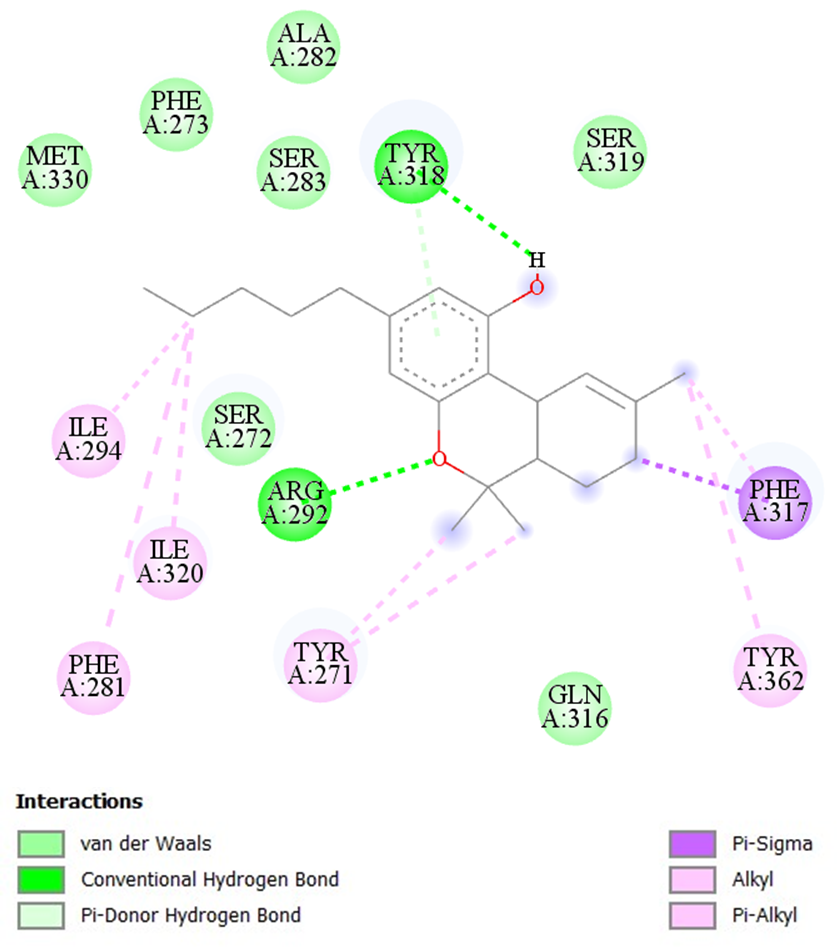 ALA
A:282
PHE
A:273
MET
A:330
SER
A:283
TYR
A:318
SER
A:319
H
O
ILE
A:294
SER
A:272
ARG
A:292
O
PHE
A:317
ILE
A:320
PHE
A:281
TYR
A:271
GLN
A:316
TYR
A:362
Interactions
van der Waals
Conventional Hydrogen Bond
Pi-Donor Hydrogen Bond
Pi-Sigma
Alkyl
Pi-Alkyl